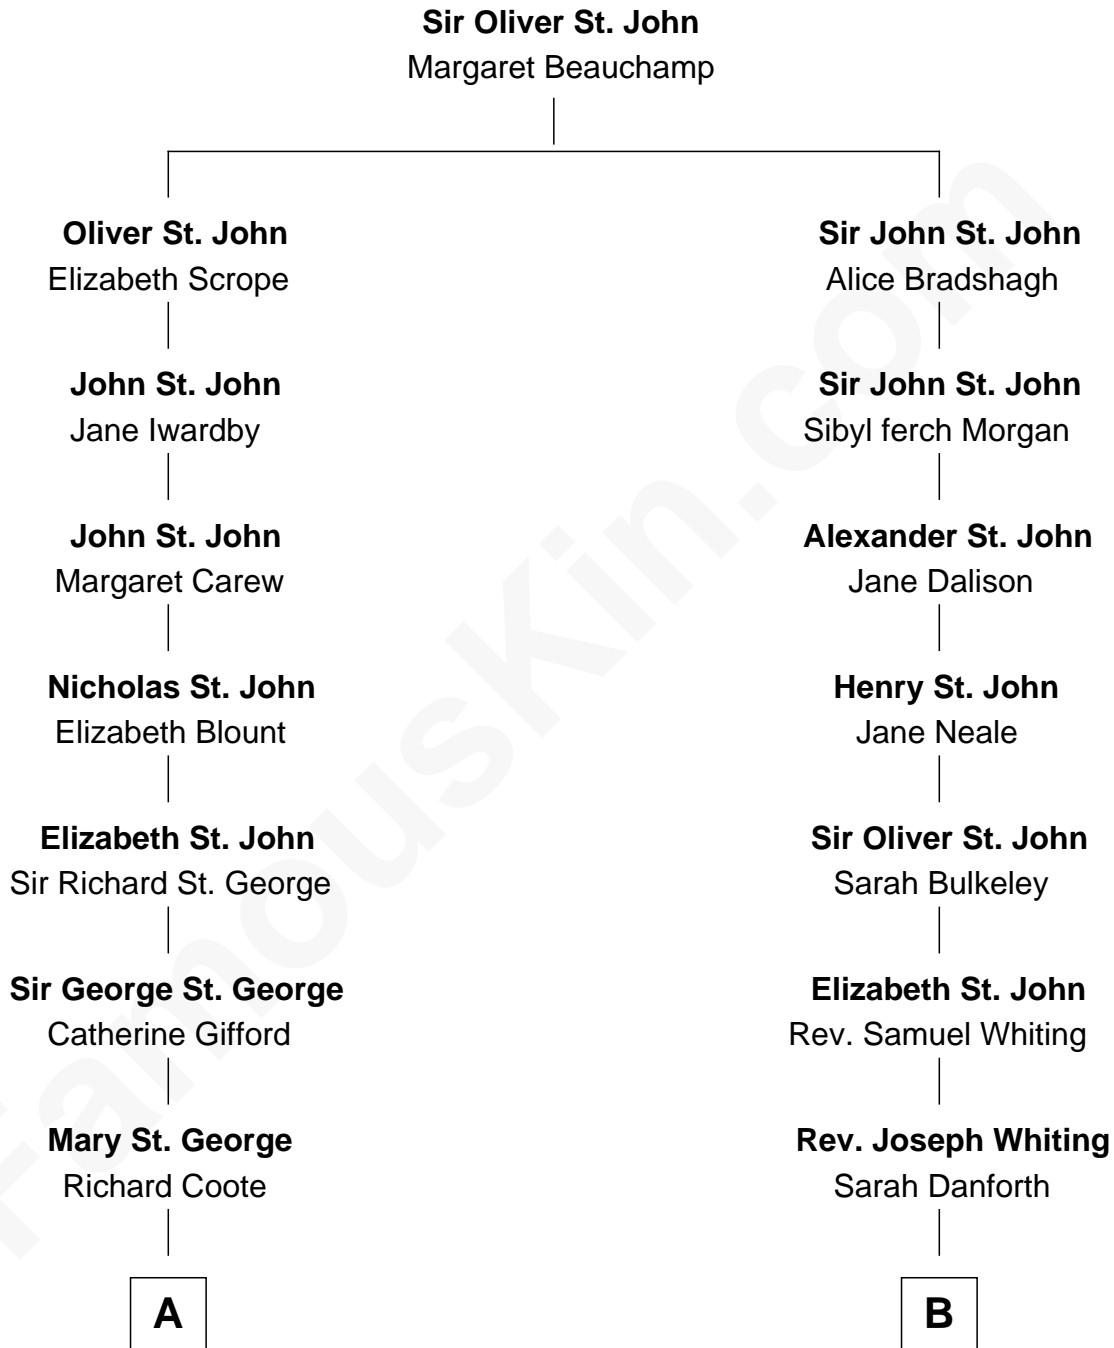 Sir Oliver St. John
Margaret Beauchamp
Oliver St. John
Elizabeth Scrope
Sir John St. John
Alice Bradshagh
John St. John
Jane Iwardby
Sir John St. John
Sibyl ferch Morgan
John St. John
Margaret Carew
Alexander St. John
Jane Dalison
Nicholas St. John
Elizabeth Blount
Henry St. John
Jane Neale
Elizabeth St. John
Sir Richard St. George
Sir Oliver St. John
Sarah Bulkeley
Sir George St. George
Catherine Gifford
Elizabeth St. John
Rev. Samuel Whiting
Mary St. George
Richard Coote
Rev. Joseph Whiting
Sarah Danforth
A
B
FamousKin.com